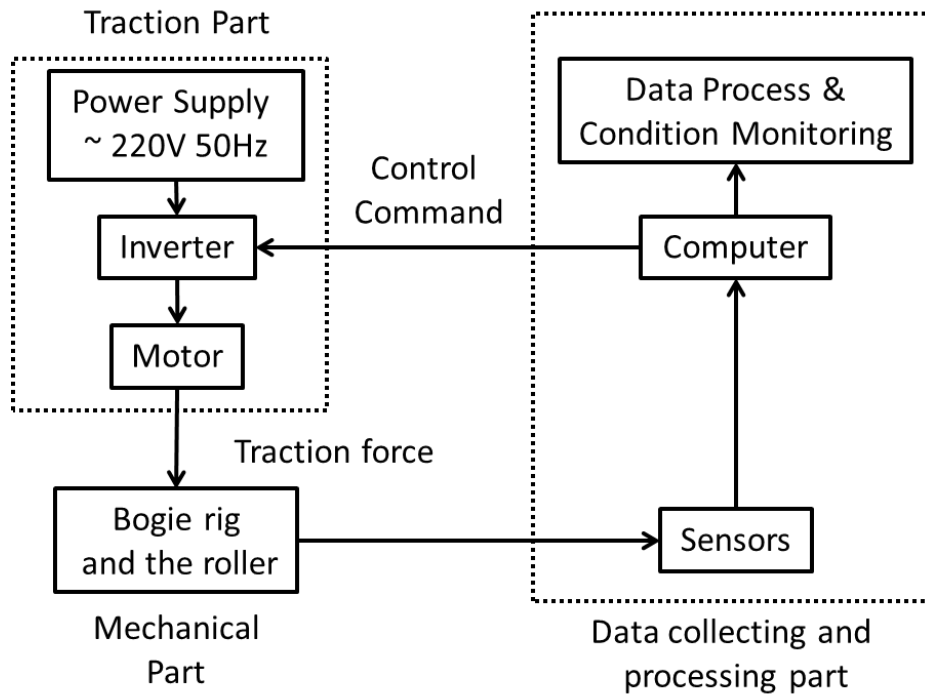 Traction Part
Power Supply
~ 220V 50Hz
Inverter
Motor
Control
Command
Data Process &
Condition Monitoring
Computer
Traction force
Bogie rig
and the roller
Sensors
Mechanical
Part
Data collecting and
processing part